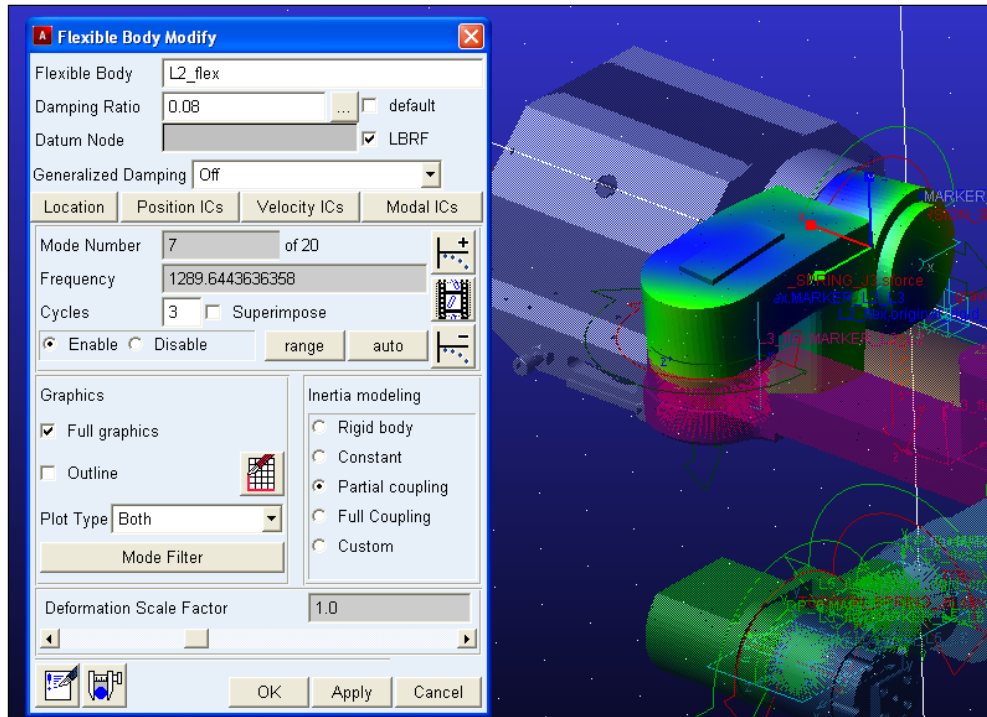 Flexible Body Modify
Flexible Body L2_flex
Damping Ratio 0.08 ... default
Datum Node LBRF
Generalized Damping Off
Location Position ICs Velocity ICs Modal ICs
Mode Number 7 of 20
Frequency 1289.6443636358
Cycles 3 Superimpose
Enable Disable range auto
Graphics
Full graphics
Outline
Plot Type Both
Mode Filter
Inertia modeling
Rigid body
Constant
Partial coupling
Full Coupling
Custom
Deformation Scale Factor 1.0
OK Apply Cancel
MARKER_
_SPRING_J3.sforce